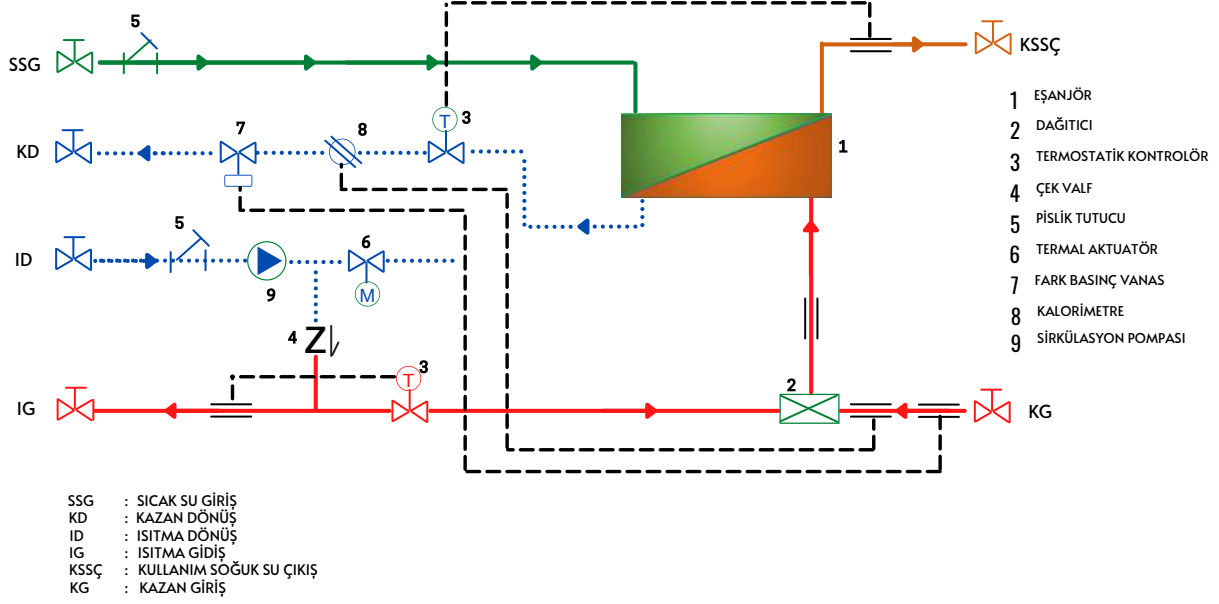 5
SSG
KSSÇ
1 EŞANJÖR
2 DAĞITICI
3 TERMOSTATİK KONTROLÖR
4 ÇEK VALF
5 PİSLİK TUTUCU
6 TERMAL AKTUATÖR
7 FARK BASINÇ VANAS
8 KALORİMETRE
9 SİRKÜLASYON POMPASI
T
3
7
8
KD
1
5
6
ID
9
M
4
Z
T
3
2
IG
KG
SSG : SICAK SU GİRİŞ
KD : KAZAN DÖNÜŞ
ID : ISITMA DÖNÜŞ
IG : ISITMA GİDİŞ
KSSÇ : KULLANIM SOĞUK SU ÇIKIŞ
KG : KAZAN GİRİŞ